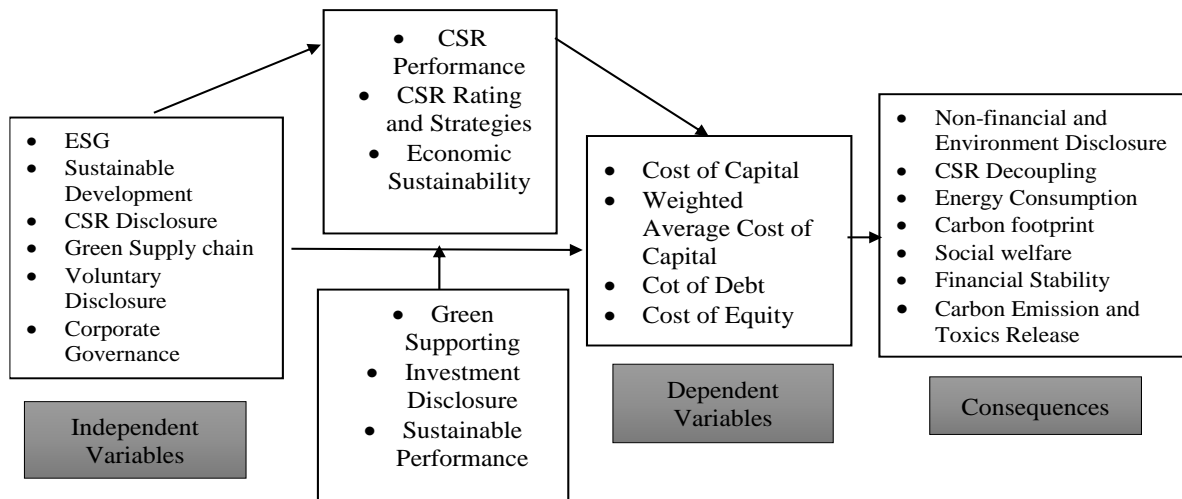 • CSR
Performance
• CSR Rating
and Strategies
• Economic
Sustainability
• ESG
• Sustainable
Development
• CSR Disclosure
• Green Supply chain
• Voluntary
Disclosure
• Corporate
Governance
• Green
Supporting
• Investment
Disclosure
• Sustainable
Performance
• Cost of Capital
• Weighted
Average Cost of
Capital
• Cot of Debt
• Cost of Equity
• Non-financial and
Environment Disclosure
• CSR Decoupling
• Energy Consumption
• Carbon footprint
• Social welfare
• Financial Stability
• Carbon Emission and
Toxics Release
Independent
Variables
Dependent
Variables
Consequences